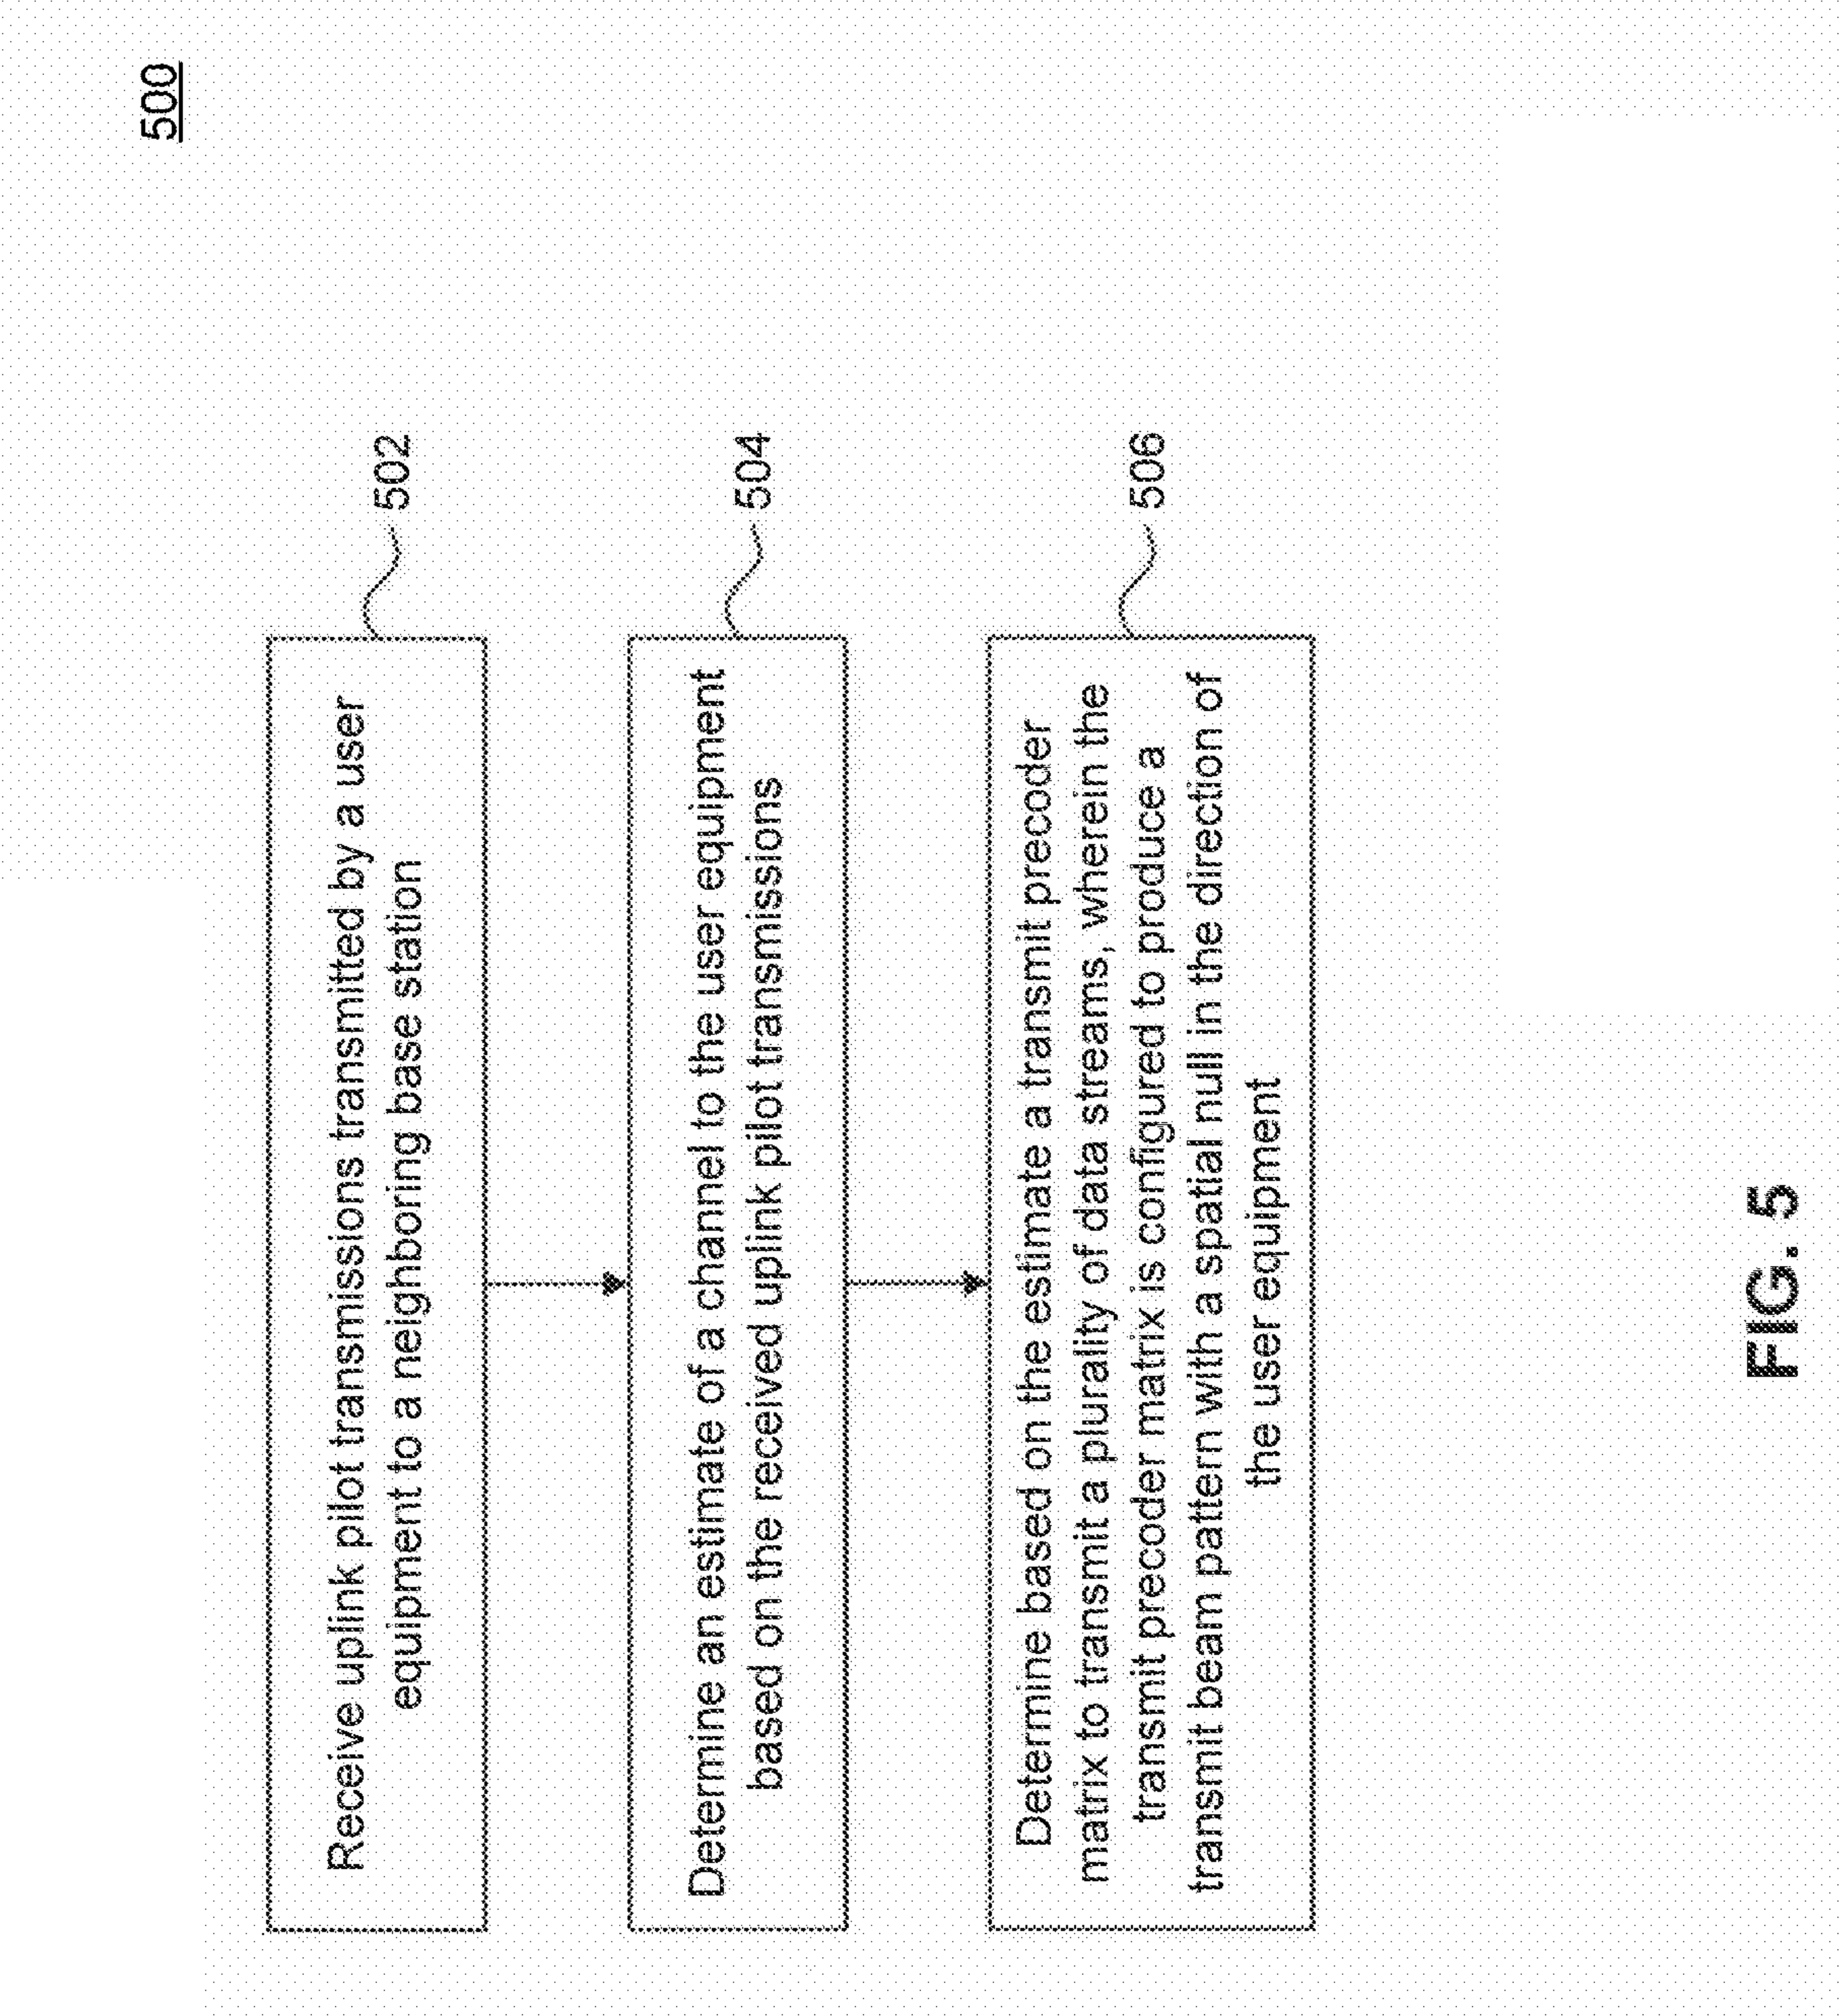 500
Receive uplink pilot transmissions transmitted by a user
equipment to a neighboring base station
502
Determine an estimate of a channel to the user equipment
based on the received uplink pilot transmissions
504
Determine based on the estimate a transmit precoder
matrix to transmit a plurality of data streams, wherein the
transmit precoder matrix is configured to produce a
transmit beam pattern with a spatial null in the direction of
the user equipment
506
FIG. 5